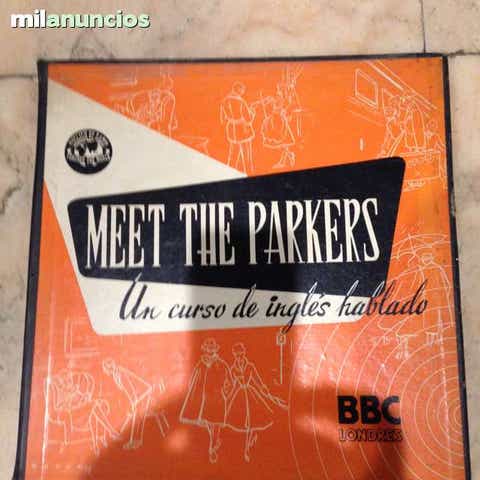 milanuncios
MEET THE PARKERS
Un curso de inglés hablado
BBC
LONDRES